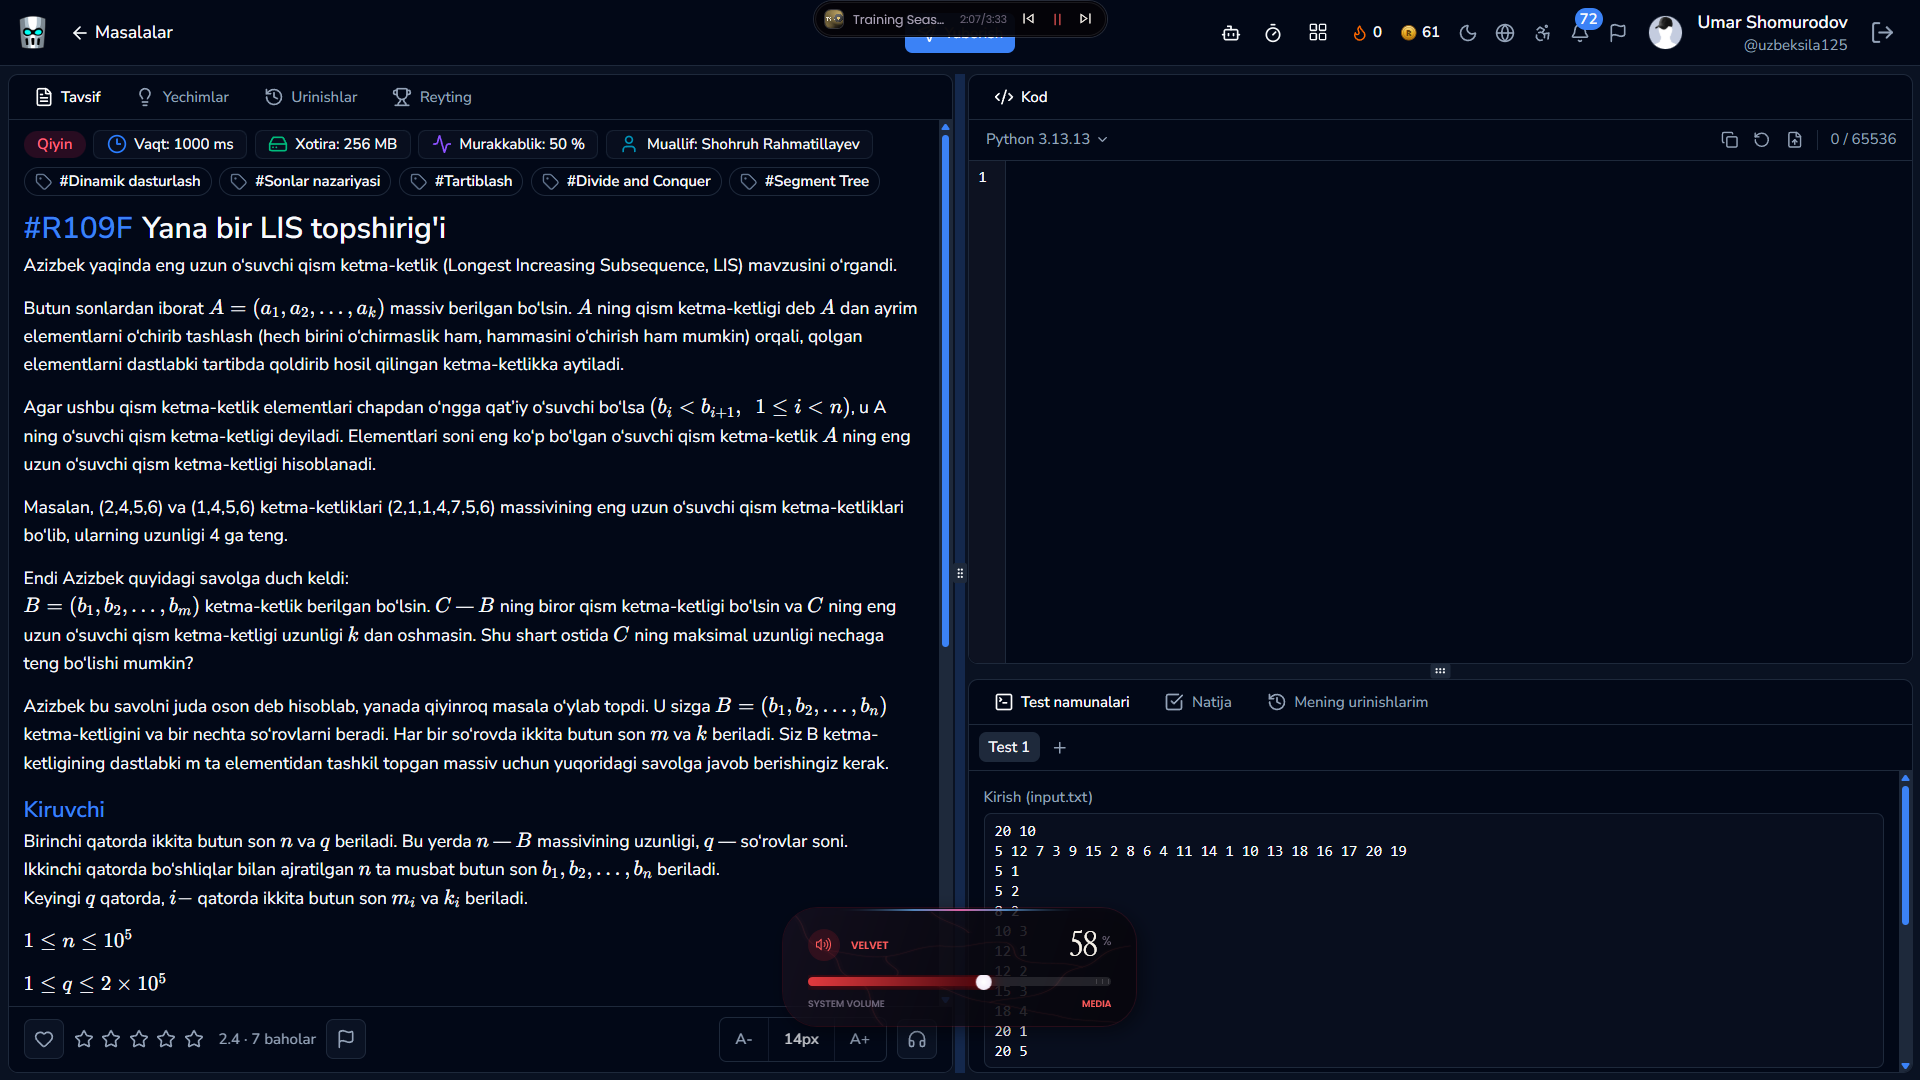 Masalalar
Training Seas...
2:07/3:33
0
61
72
Umar Shomurodov
@uzbeksila125
Tavsif
Yechimlar
Urinishlar
Reyting
Qiyin
Vaqt: 1000 ms
Xotira: 256 MB
Murakkablik: 50 %
Muallif: Shohruh Rahmatillayev
#Dinamik dasturlash
#Sonlar nazariyasi
#Tartiblash
#Divide and Conquer
#Segment Tree
#R109F Yana bir LIS topshirig'i
Azizbek yaqinda eng uzun o‘suvchi qism ketma-ketlik (Longest Increasing Subsequence, LIS) mavzusini o‘rgandi.
Butun sonlardan iborat A = (a₁, a₂, . . . , aₖ) massiv berilgan bo‘lsin. A ning qism ketma-ketligi deb A dan ayrim
elementlarni o‘chirib tashlash (hech birini o‘chirmaslik ham, hammasini o‘chirish ham mumkin) orqali, qolgan
elementlarni dastlabki tartibda qoldirib hosil qilingan ketma-ketlikka aytiladi.
Agar ushbu qism ketma-ketlik elementlari chapdan o‘ngga qat’iy o‘suvchi bo‘lsa (bᵢ < bᵢ₊₁, 1 ≤ i < n), u A
ning o‘suvchi qism ketma-ketligi deyiladi. Elementlari soni eng ko‘p bo‘lgan o‘suvchi qism ketma-ketlik A ning eng
uzun o‘suvchi qism ketma-ketligi hisoblanadi.
Masalan, (2,4,5,6) va (1,4,5,6) ketma-ketliklari (2,1,1,4,7,5,6) massivining eng uzun o‘suvchi qism ketma-ketliklari
bo‘lib, ularning uzunligi 4 ga teng.
Endi Azizbek quyidagi savolga duch keldi:
B = (b₁, b₂, . . . , bₘ) ketma-ketlik berilgan bo‘lsin. C — B ning biror qism ketma-ketligi bo‘lsin va C ning eng
uzun o‘suvchi qism ketma-ketligi uzunligi k dan oshmasin. Shu shart ostida C ning maksimal uzunligi nechaga
teng bo‘lishi mumkin?
Azizbek bu savolni juda oson deb hisoblab, yanada qiyinroq masala o‘ylab topdi. U sizga B = (b₁, b₂, . . . , bₙ)
ketma-ketligini va bir nechta so‘rovlarni beradi. Har bir so‘rovda ikkita butun son m va k beriladi. Siz B ketma-
ketligining dastlabki m ta elementidan tashkil topgan massiv uchun yuqoridagi savolga javob berishingiz kerak.
Kiruvchi
Birinchi qatorda ikkita butun son n va q beriladi. Bu yerda n — B massivining uzunligi, q — so‘rovlar soni.
Ikkinchi qatorda bo‘shliqlar bilan ajratilgan n ta musbat butun son b₁, b₂, . . . , bₙ beriladi.
Keyingi q qatorda, i− qatorda ikkita butun son mᵢ va kᵢ beriladi.
1 ≤ n ≤ 10⁵
1 ≤ q ≤ 2 × 10⁵
2.4 · 7 baholar
A-
14px
A+
Kod
Python 3.13.13
0 / 65536
1
Test namunalari
Natija
Mening urinishlarim
Test 1
Kirish (input.txt)
20 10
5 12 7 3 9 15 2 8 6 4 11 14 1 10 13 18 16 17 20 19
5 1
5 2
8 2
10 3
12 1
12 2
15 3
18 4
20 1
20 5
VELVET
58 %
SYSTEM VOLUME
MEDIA